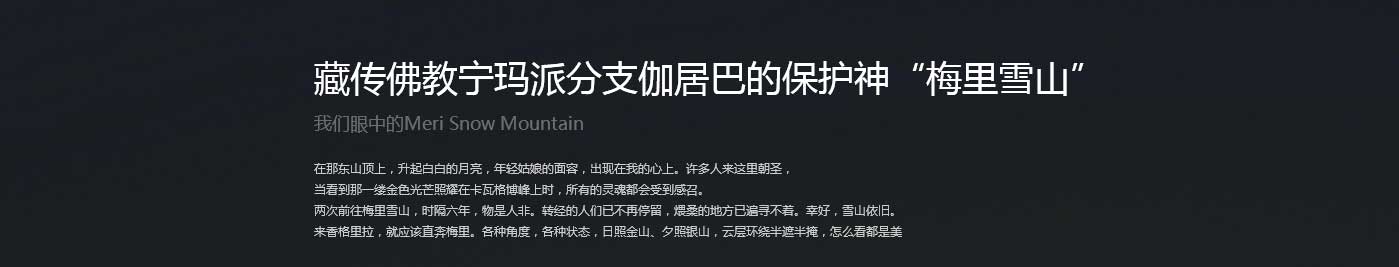 藏传佛教宁玛派分支伽居巴的保护神“梅里雪山”
我们眼中的Meri Snow Mountain
在那东山顶上，升起白白的月亮，年轻姑娘的面容，出现在我的心上。许多人来这里朝圣，
当看到那一缕金色光芒照耀在卡瓦格博峰上时，所有的灵魂都会受到感召。
两次前往梅里雪山，时隔六年，物是人非。转经的人们已不再停留，煨桑的地方已遍寻不着。幸好，雪山依旧。
来香格里拉，就应该直奔梅里。各种角度，各种状态，日照金山、夕照银山，云层环绕半遮半掩，怎么看都是美